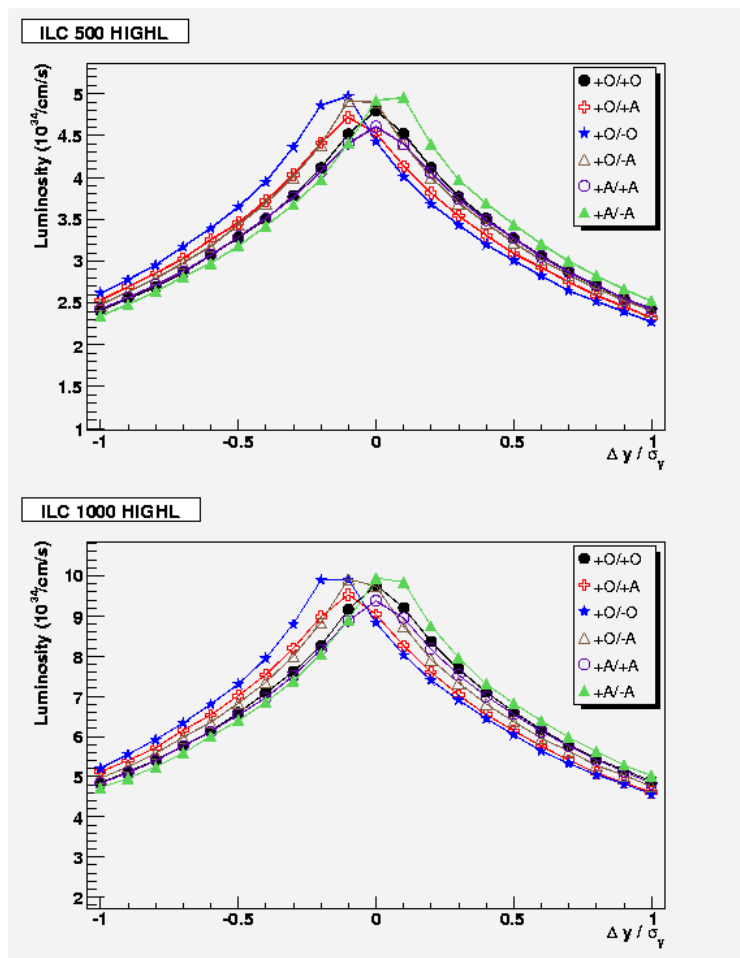 ILC 500 HIGHL
Luminosity (10³⁴/cm/s)
5
4.5
4
3.5
3
2.5
2
1.5
1
-1
-0.5
0
0.5
1
Δ y / σy
+O/+O
+O/+A
+O/-O
+O/-A
+A/+A
+A/-A
ILC 1000 HIGHL
Luminosity (10³⁴/cm/s)
10
9
8
7
6
5
4
3
2
-1
-0.5
0
0.5
1
Δ y / σy
+O/+O
+O/+A
+O/-O
+O/-A
+A/+A
+A/-A